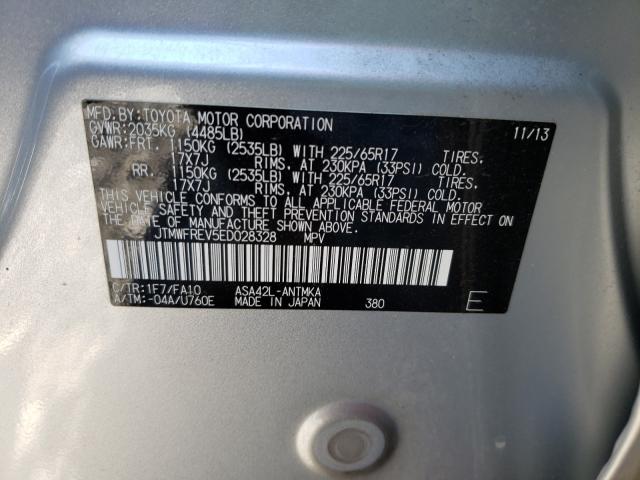 MFD. BY: TOYOTA MOTOR CORPORATION 11/13
GVWR: 2035KG (4485LB)
GAWR: FRT. 1150KG (2535LB) WITH 225/65R17 TIRES.
17X7J RIMS, AT 230KPA (33PSI) COLD.
RR. 1150KG (2535LB) WITH 225/65R17 TIRES.
17X7J RIMS, AT 230KPA (33PSI) COLD.
THIS VEHICLE CONFORMS TO ALL APPLICABLE FEDERAL MOTOR
VEHICLE SAFETY AND THEFT PREVENTION STANDARDS IN EFFECT ON
THE DATE OF MANUFACTURE SHOWN ABOVE.
JTMWFREV5ED028328 MPV
C/TR: 1F7/FA10 ASA42L-ANTMKA
A/TM: -04A/U760E MADE IN JAPAN 380 E